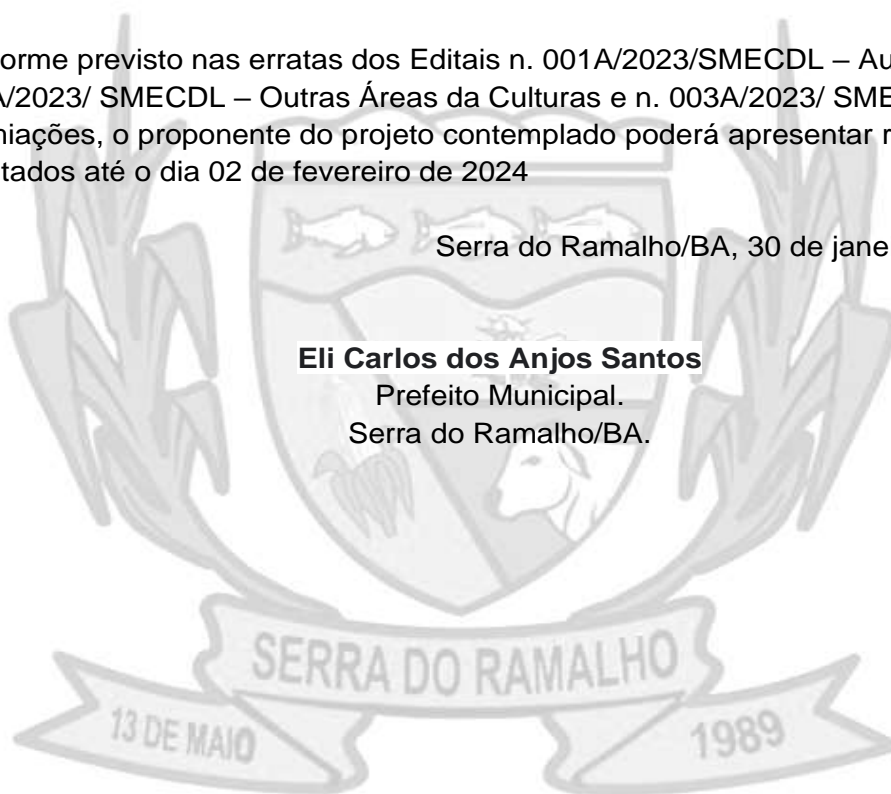 orme previsto nas erratas dos Editais n. 001A/2023/SMECDL – Au
/2023/ SMECDL – Outras Áreas da Culturas e n. 003A/2023/ SME
iações, o proponente do projeto contemplado poderá apresentar r
tados até o dia 02 de fevereiro de 2024
Serra do Ramalho/BA, 30 de jane
Eli Carlos dos Anjos Santos
Prefeito Municipal.
Serra do Ramalho/BA.
SERRA DO RAMALHO
13 DE MAIO
1989